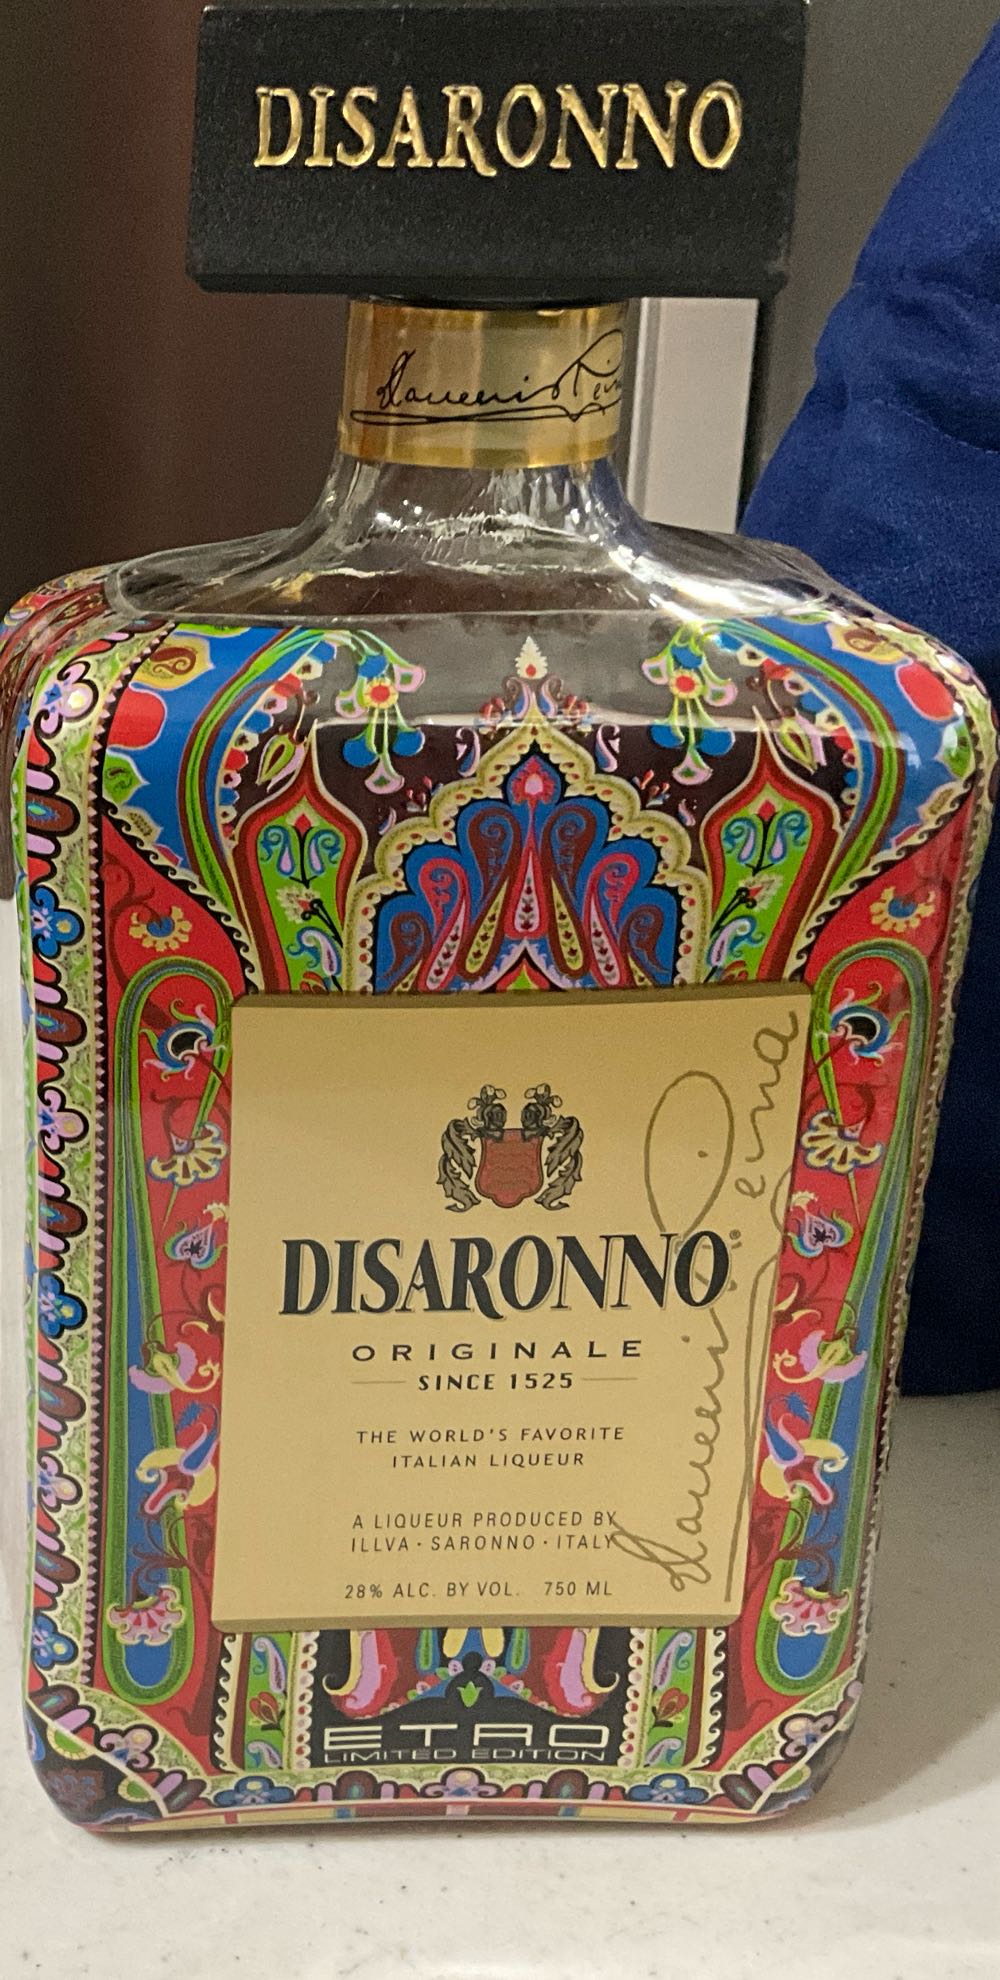 DISARONNO
DISARONNO
ORIGINALE
SINCE 1525
THE WORLD'S FAVORITE
ITALIAN LIQUEUR
A LIQUEUR PRODUCED BY
ILLVA · SARONNO · ITALY
28% ALC. BY VOL. 750 ML
ETRO
LIMITED EDITION